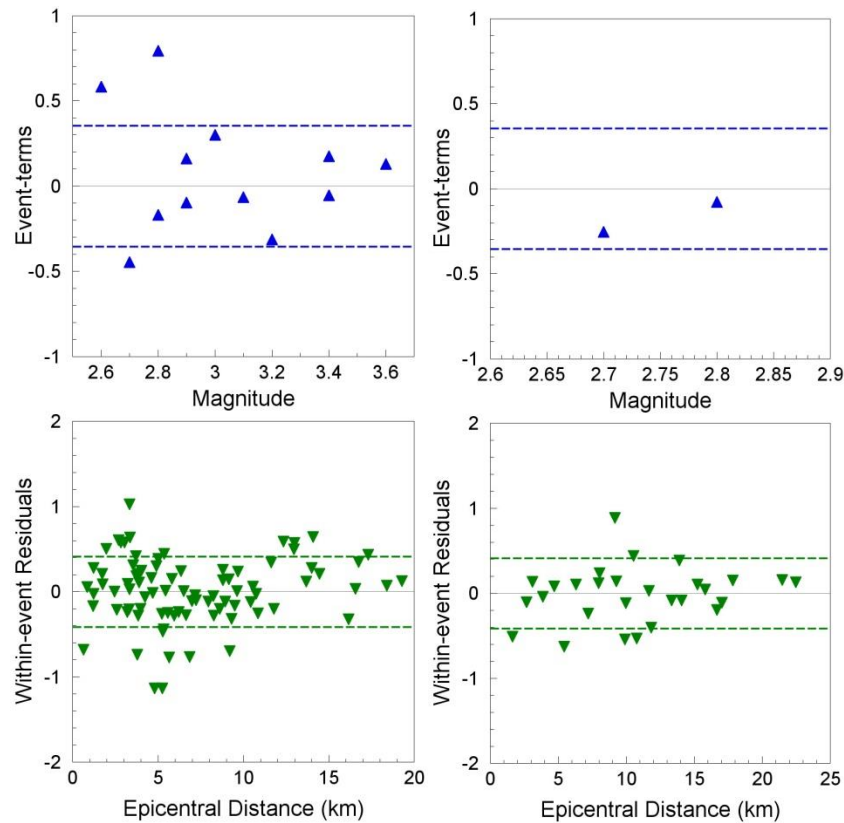 1
0.5
0
-0.5
-1
Event-terms
2.6 2.8 3 3.2 3.4 3.6
Magnitude
1
0.5
0
-0.5
-1
Event-terms
2.6 2.65 2.7 2.75 2.8 2.85 2.9
Magnitude
2
1
0
-1
-2
Within-event Residuals
0 5 10 15 20
Epicentral Distance (km)
2
1
0
-1
-2
Within-event Residuals
0 5 10 15 20 25
Epicentral Distance (km)